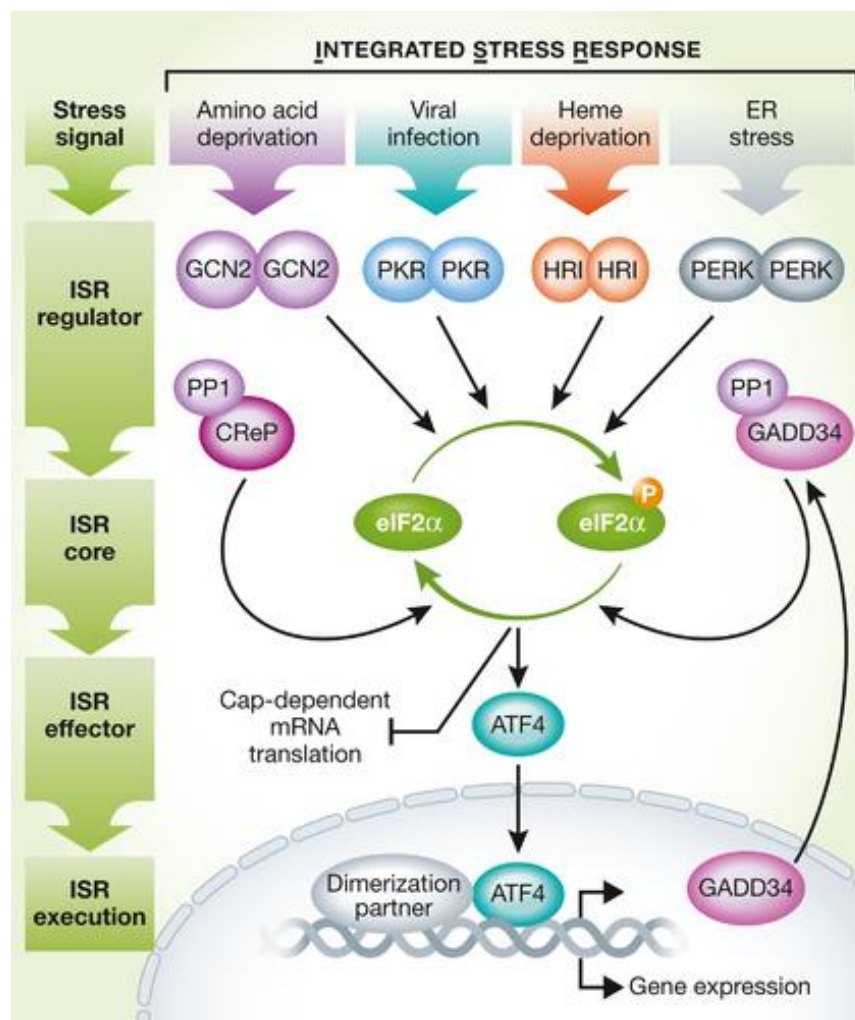 INTEGRATED STRESS RESPONSE
Stress
signal
Amino acid
deprivation
Viral
infection
Heme
deprivation
ER
stress
ISR
regulator
GCN2 GCN2
PKR PKR
HRI HRI
PERK PERK
PP1
CReP
PP1
GADD34
ISR
core
eIF2α
eIF2α
P
ISR
effector
Cap-dependent
mRNA
translation
ATF4
ISR
execution
Dimerization
partner
ATF4
GADD34
Gene expression